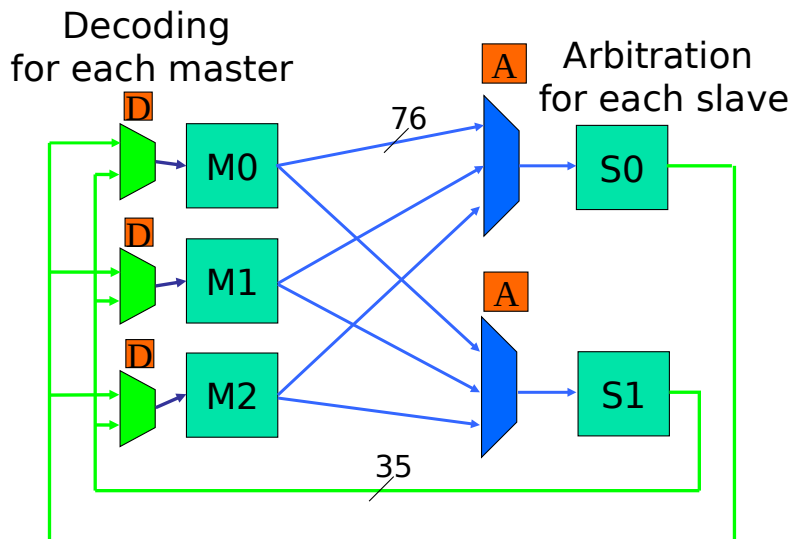 Decoding
for each master
A
Arbitration
for each slave
D
76
M0
S0
D
M1
A
D
M2
S1
35